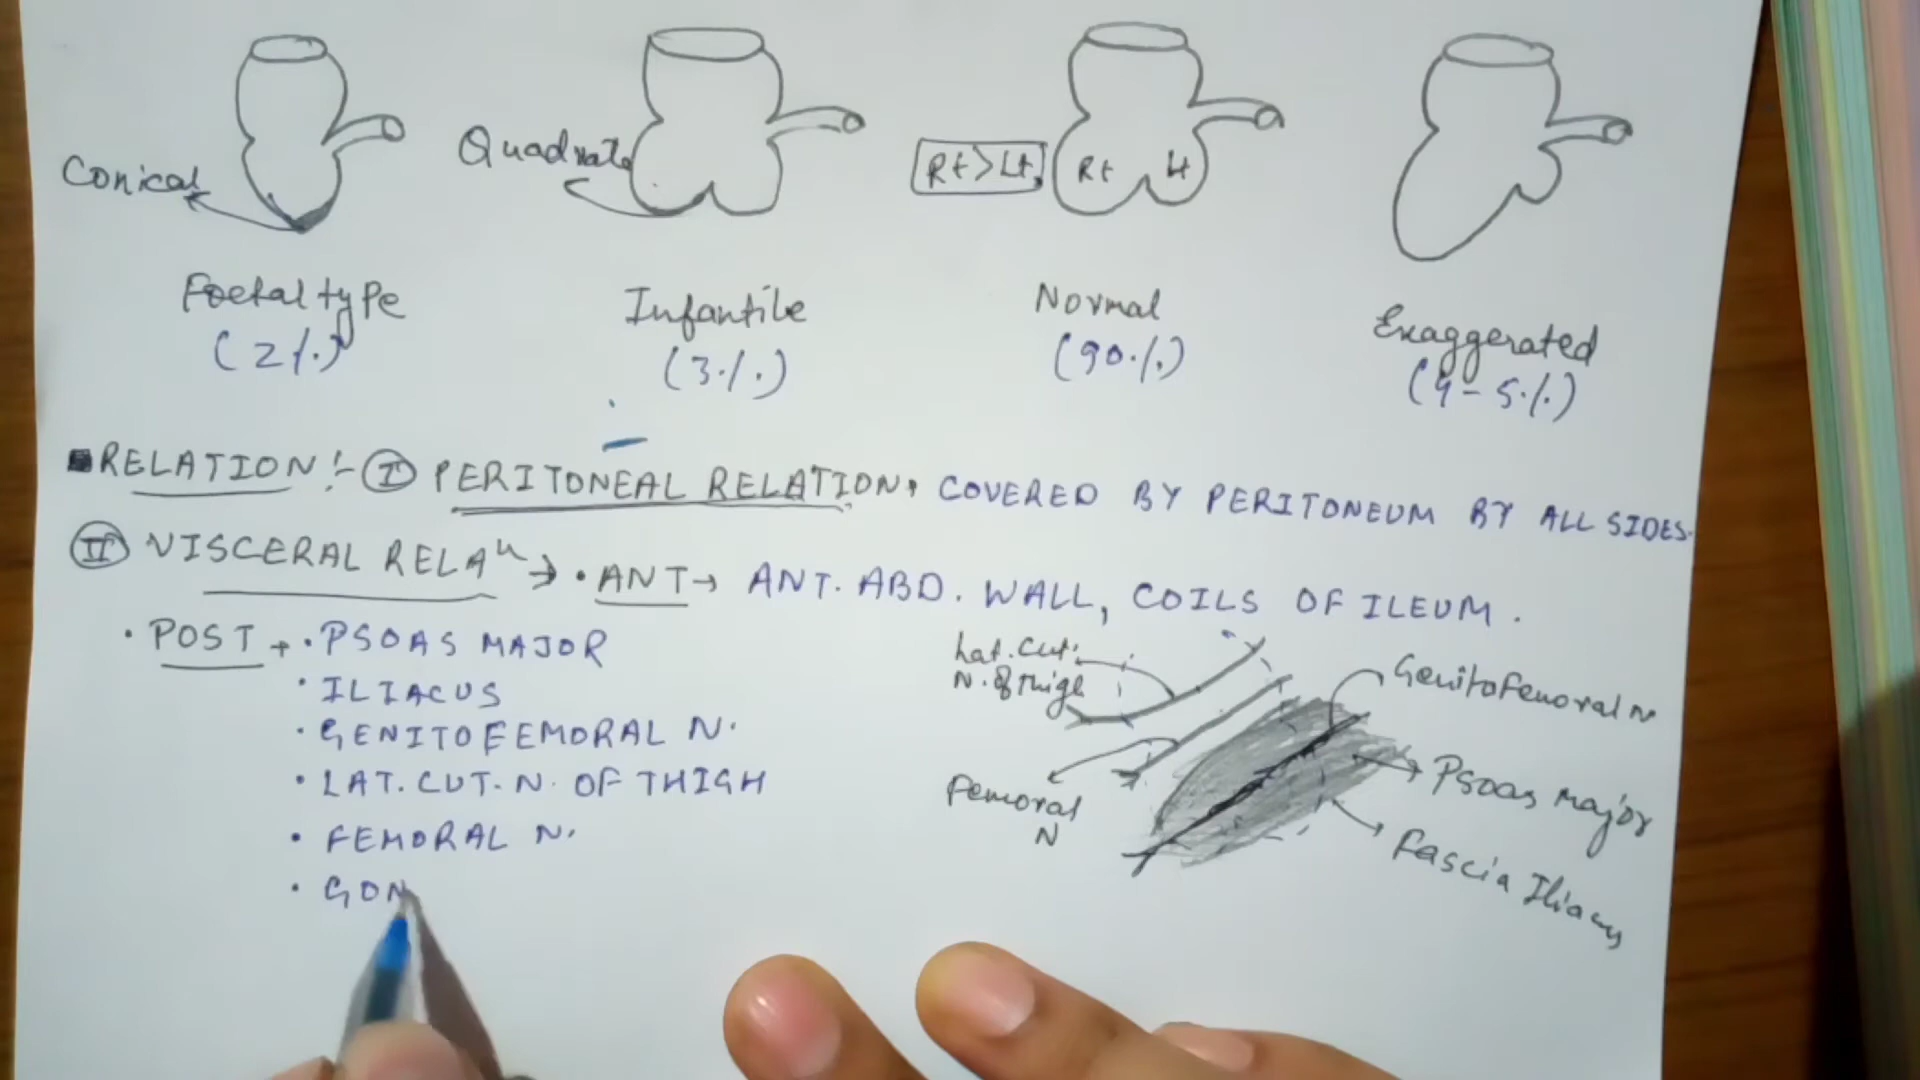 Conical
Quadrate
Rt>Lt.
Rt
Lt
Foetal type
(2%)
Infantile
(3%)
Normal
(90%)
Exaggerated
(4-5%)
RELATION:- I PERITONEAL RELATION, COVERED BY PERITONEUM BY ALL SIDES.
II VISCERAL RELAn → • ANT → ANT. ABD. WALL, COILS OF ILEUM.
• POST → • PSOAS MAJOR
• ILIACUS
• GENITOFEMORAL N.
• LAT. CUT. N. OF THIGH
• FEMORAL N.
• GON
Lat. Cut.
N. of Thigh
Femoral
N
Genitofemoral N
Psoas Major
Fascia Iliacus